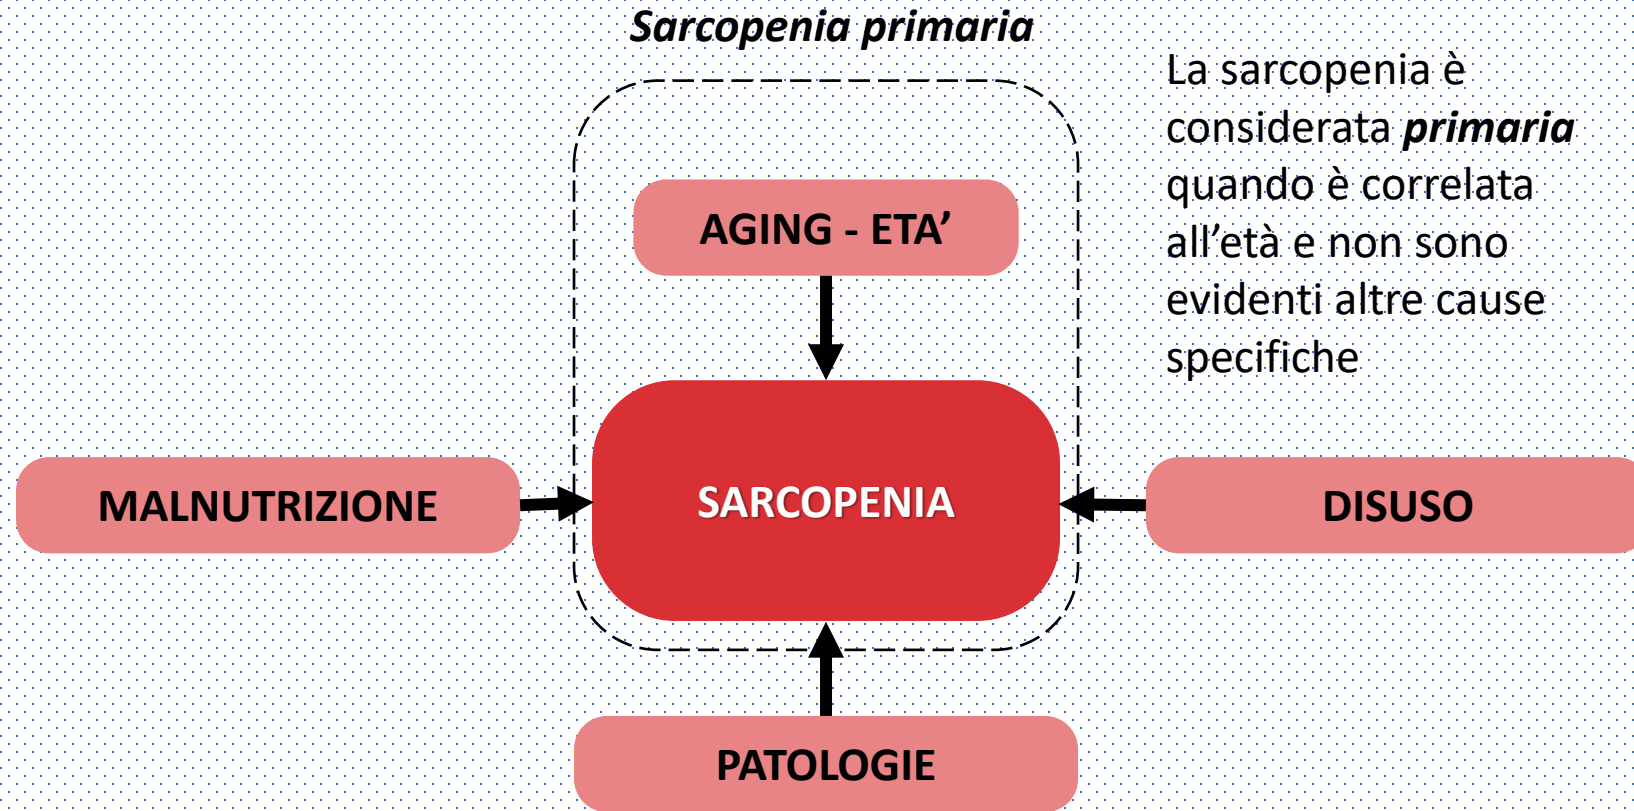 Sarcopenia primaria
La sarcopenia è
considerata primaria
quando è correlata
all’età e non sono
evidenti altre cause
specifiche
AGING - ETA’
SARCOPENIA
MALNUTRIZIONE
DISUSO
PATOLOGIE